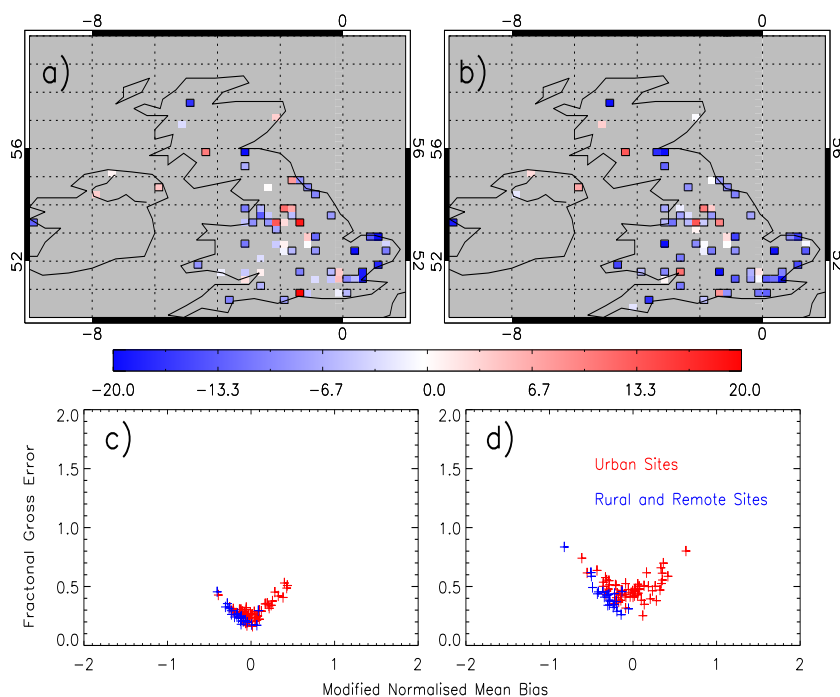 -8 0 -8 0
a) b)
56 56 56
52 52 52
-8 0 -8 0
-20.0 -13.3 -6.7 0.0 6.7 13.3 20.0
2.0 2.0
c) d)
1.5 1.5
Urban Sites
Rural and Remote Sites
1.0 1.0
0.5 0.5
0.0 0.0
Fractonal Gross Error
-2 -1 0 1 2 -2 -1 0 1 2
Modified Normalised Mean Bias